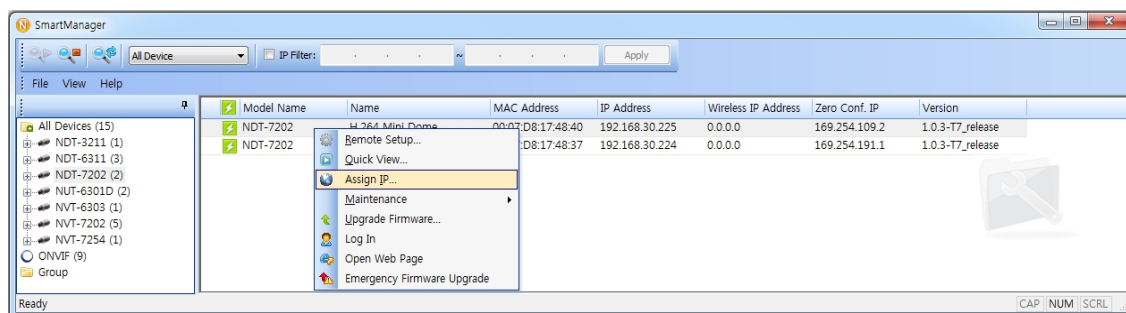 SmartManager
All Device IP Filter: . . . ~ . . . Apply
File View Help
Model Name Name MAC Address IP Address Wireless IP Address Zero Conf. IP Version
All Devices (15)
NDT-3211 (1)
NDT-6311 (3)
NDT-7202 (2)
NUT-6301D (2)
NVT-6303 (1)
NVT-7202 (5)
NVT-7254 (1)
ONVIF (9)
Group
NDT-7202 H.264 Mini Dome 00:07:D8:17:48:40 192.168.30.225 0.0.0.0 169.254.109.2 1.0.3-T7_release
NDT-7202 :D8:17:48:37 192.168.30.224 0.0.0.0 169.254.191.1 1.0.3-T7_release
Remote Setup...
Quick View...
Assign IP...
Maintenance
Upgrade Firmware...
Log In
Open Web Page
Emergency Firmware Upgrade
Ready CAP NUM SCRL